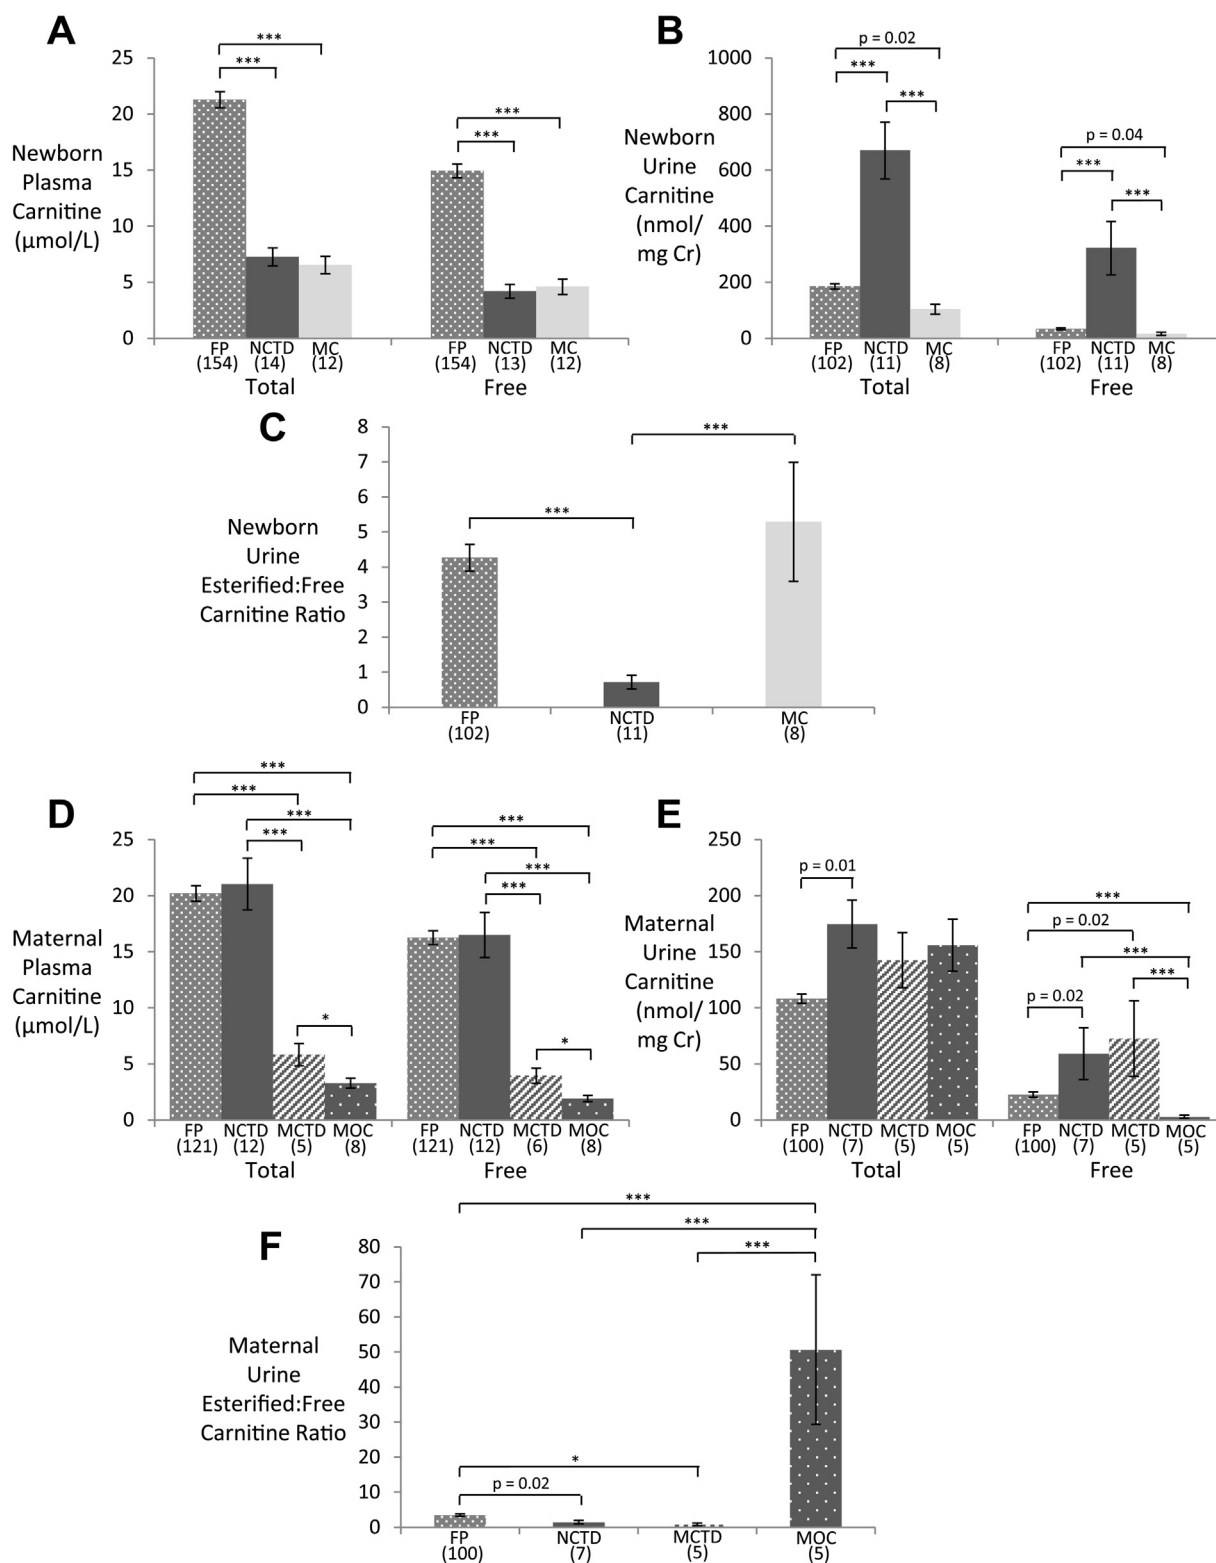 A
25
20
15
10
5
0
Newborn
Plasma
Carnitine
(µmol/L)
***
***
***
***
FP NCTD MC FP NCTD MC
(154) (14) (12) (154) (13) (12)
Total Free
B
1000
800
600
400
200
0
Newborn
Urine
Carnitine
(nmol/
mg Cr)
p = 0.02
***
***
p = 0.04
***
***
FP NCTD MC FP NCTD MC
(102) (11) (8) (102) (11) (8)
Total Free
C
8
7
6
5
4
3
2
1
0
Newborn
Urine
Esterified:Free
Carnitine Ratio
***
***
FP NCTD MC
(102) (11) (8)
D
25
20
15
10
5
0
Maternal
Plasma
Carnitine
(µmol/L)
***
***
***
***
*
***
***
***
***
*
FP NCTD MCTD MOC FP NCTD MCTD MOC
(121) (12) (5) (8) (121) (12) (6) (8)
Total Free
E
250
200
150
100
50
0
Maternal
Urine
Carnitine
(nmol/
mg Cr)
p = 0.01
***
p = 0.02
***
***
p = 0.02
FP NCTD MCTD MOC FP NCTD MCTD MOC
(100) (7) (5) (5) (100) (7) (5) (5)
Total Free
F
80
70
60
50
40
30
20
10
0
Maternal
Urine
Esterified:Free
Carnitine Ratio
***
***
***
*
p = 0.02
FP NCTD MCTD MOC
(100) (7) (5) (5)